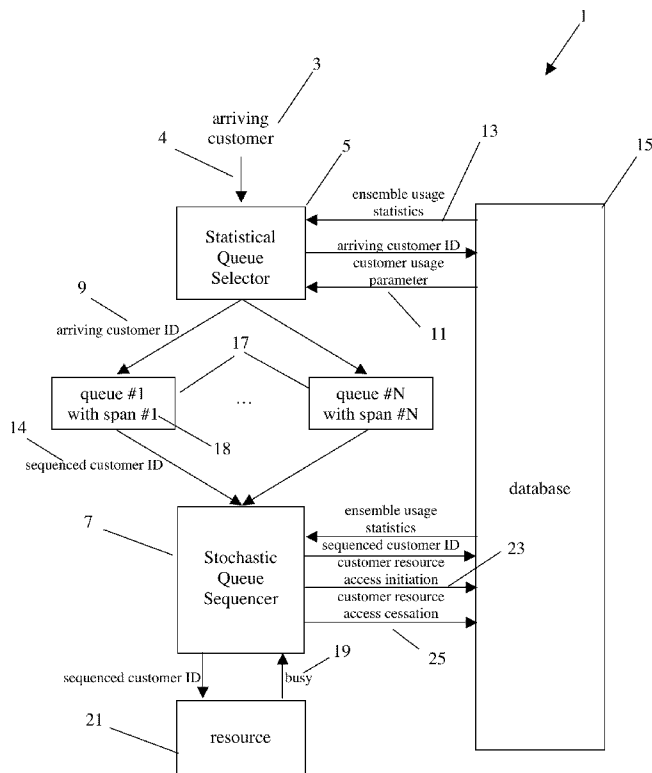 1
3
arriving
customer
4
5
13
15
ensemble usage
statistics
Statistical
Queue
Selector
arriving customer ID
customer usage
parameter
9
11
arriving customer ID
17
queue #1
with span #1
...
queue #N
with span #N
14
18
sequenced customer ID
database
7
ensemble usage
statistics
Stochastic
Queue
Sequencer
sequenced customer ID
23
customer resource
access initiation
customer resource
access cessation
19
25
sequenced customer ID
busy
21
resource